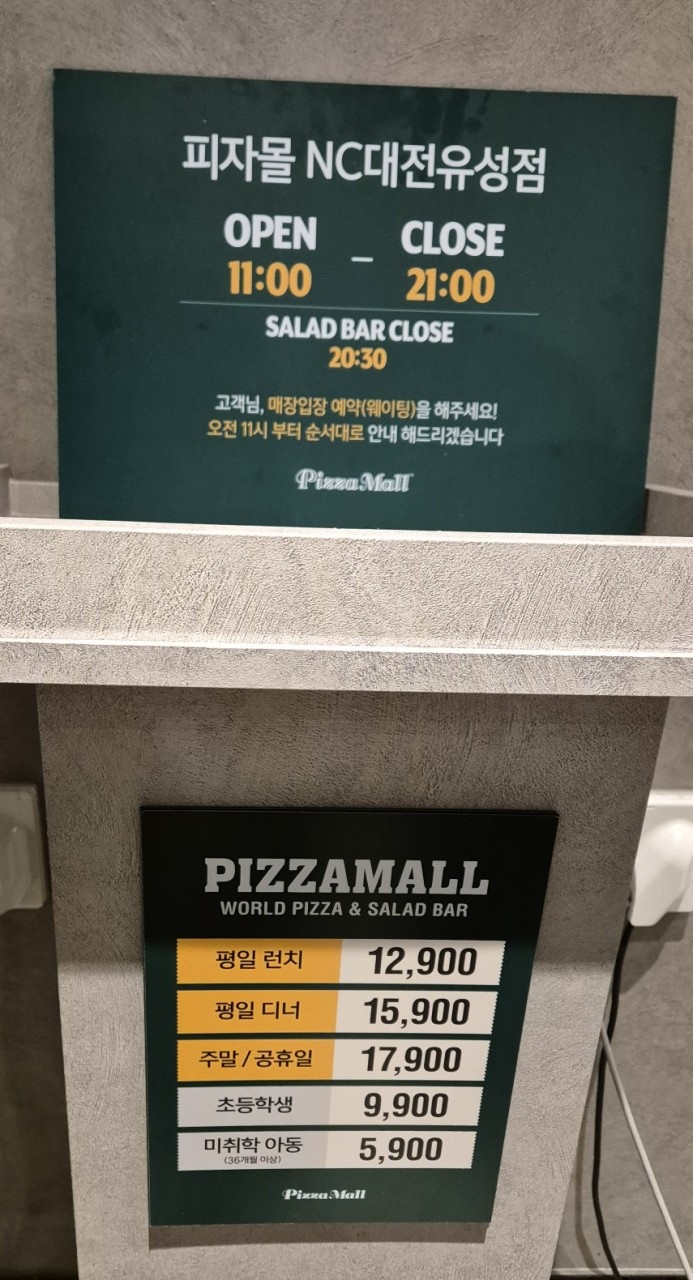 피자몰 NC대전유성점
OPEN – CLOSE
11:00 21:00
SALAD BAR CLOSE
20:30
고객님, 매장입장 예약(웨이팅)을 해주세요!
오전 11시 부터 순서대로 안내 해드리겠습니다
PizzaMall
PIZZAMALL
WORLD PIZZA & SALAD BAR
평일 런치 12,900
평일 디너 15,900
주말 / 공휴일 17,900
초등학생 9,900
미취학 아동 5,900
(36개월 이상)
PizzaMall